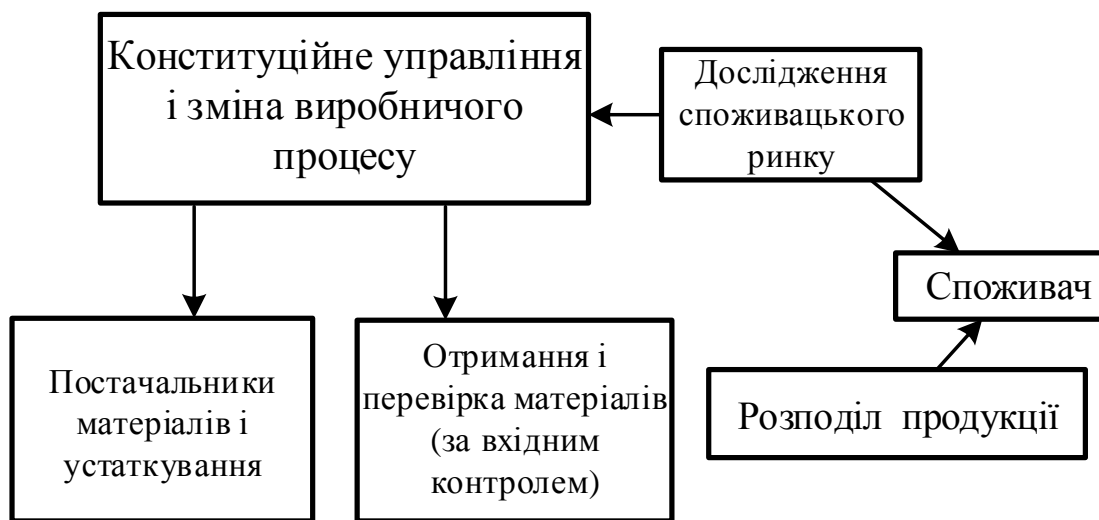 Конституційне управління
і зміна виробничого
процесу
Дослідження
споживацького
ринку
Споживач
Постачальники
матеріалів і
устаткування
Отримання і
перевірка матеріалів
(за вхідним
контролем)
Розподіл продукції